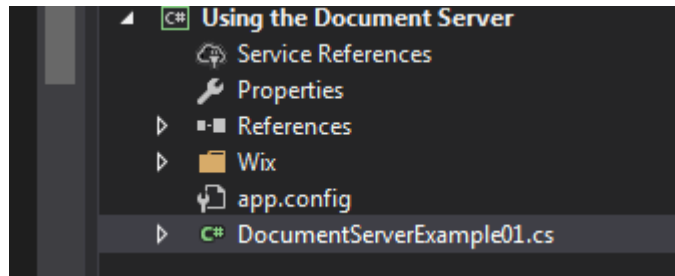 C# Using the Document Server
Service References
Properties
References
Wix
app.config
C# DocumentServerExample01.cs